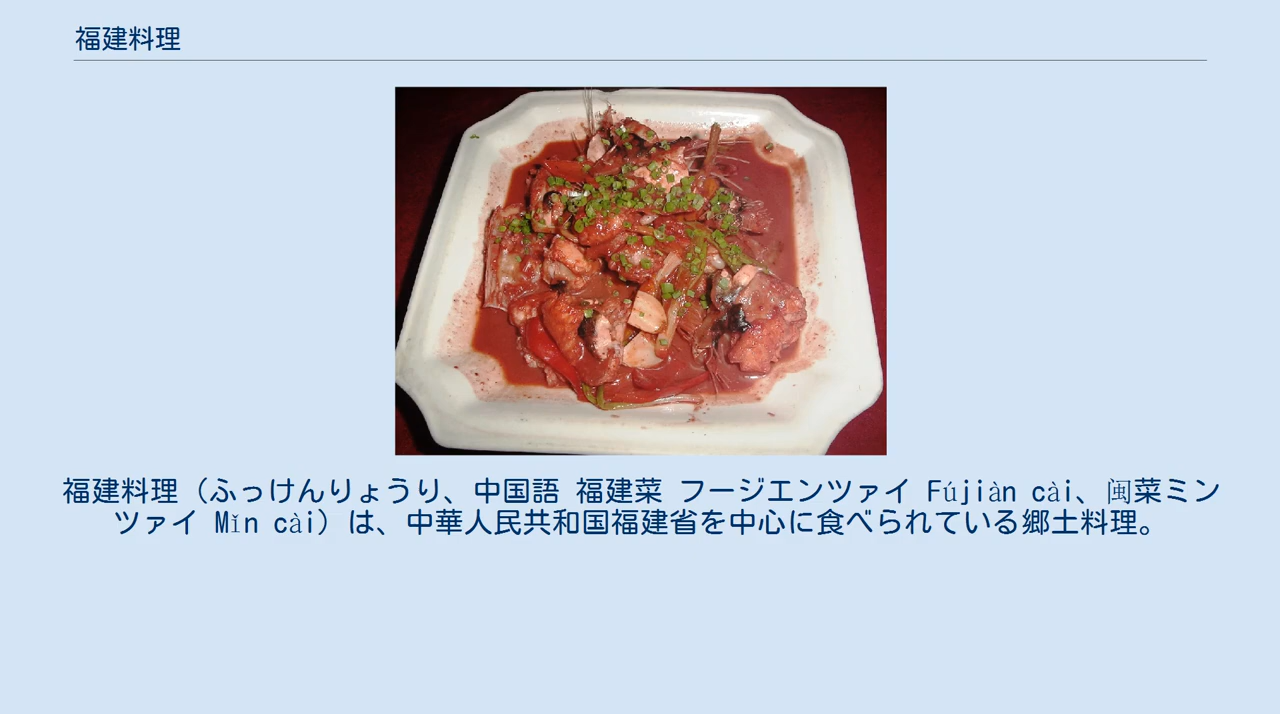 福建料理
福建料理（ふっけんりょうり、中国語 福建菜 フージエンツァイ Fújiàn cài、闽菜ミン
ツァイ Mǐn cài）は、中華人民共和国福建省を中心に食べられている郷土料理。